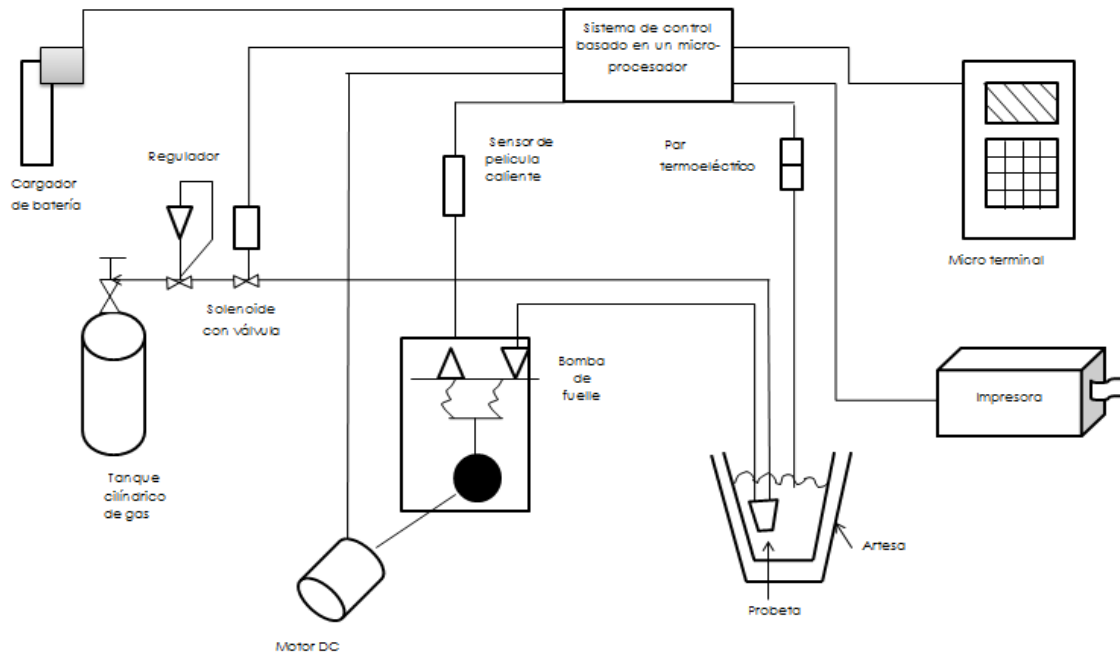 Sistema de control
basado en un micro-
procesador
Sensor de
película
caliente
Par
termoeléctrico
Regulador
Cargador
de batería
Micro terminal
Solenoide
con válvula
Bomba
de
fuelle
Impresora
Tanque
cilíndrico
de gas
Artesa
Probeta
Motor DC